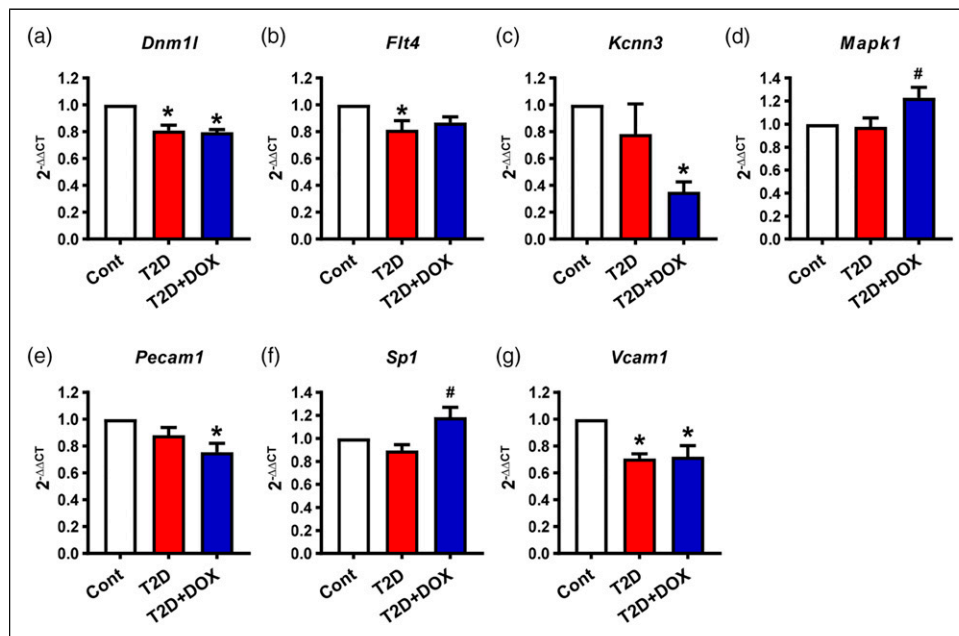 (a) Dnm1l
2-ΔΔCT
1.2
1.0
0.8
0.6
0.4
0.2
0.0
*
*
Cont
T2D
T2D+DOX
(b) Flt4
2-ΔΔCT
1.2
1.0
0.8
0.6
0.4
0.2
0.0
*
Cont
T2D
T2D+DOX
(c) Kcnn3
2-ΔΔCT
1.2
1.0
0.8
0.6
0.4
0.2
0.0
*
Cont
T2D
T2D+DOX
(d) Mapk1
2-ΔΔCT
1.4
1.2
1.0
0.8
0.6
0.4
0.2
0.0
#
Cont
T2D
T2D+DOX
(e) Pecam1
2-ΔΔCT
1.2
1.0
0.8
0.6
0.4
0.2
0.0
*
Cont
T2D
T2D+DOX
(f) Sp1
2-ΔΔCT
1.4
1.2
1.0
0.8
0.6
0.4
0.2
0.0
#
Cont
T2D
T2D+DOX
(g) Vcam1
2-ΔΔCT
1.2
1.0
0.8
0.6
0.4
0.2
0.0
*
*
Cont
T2D
T2D+DOX